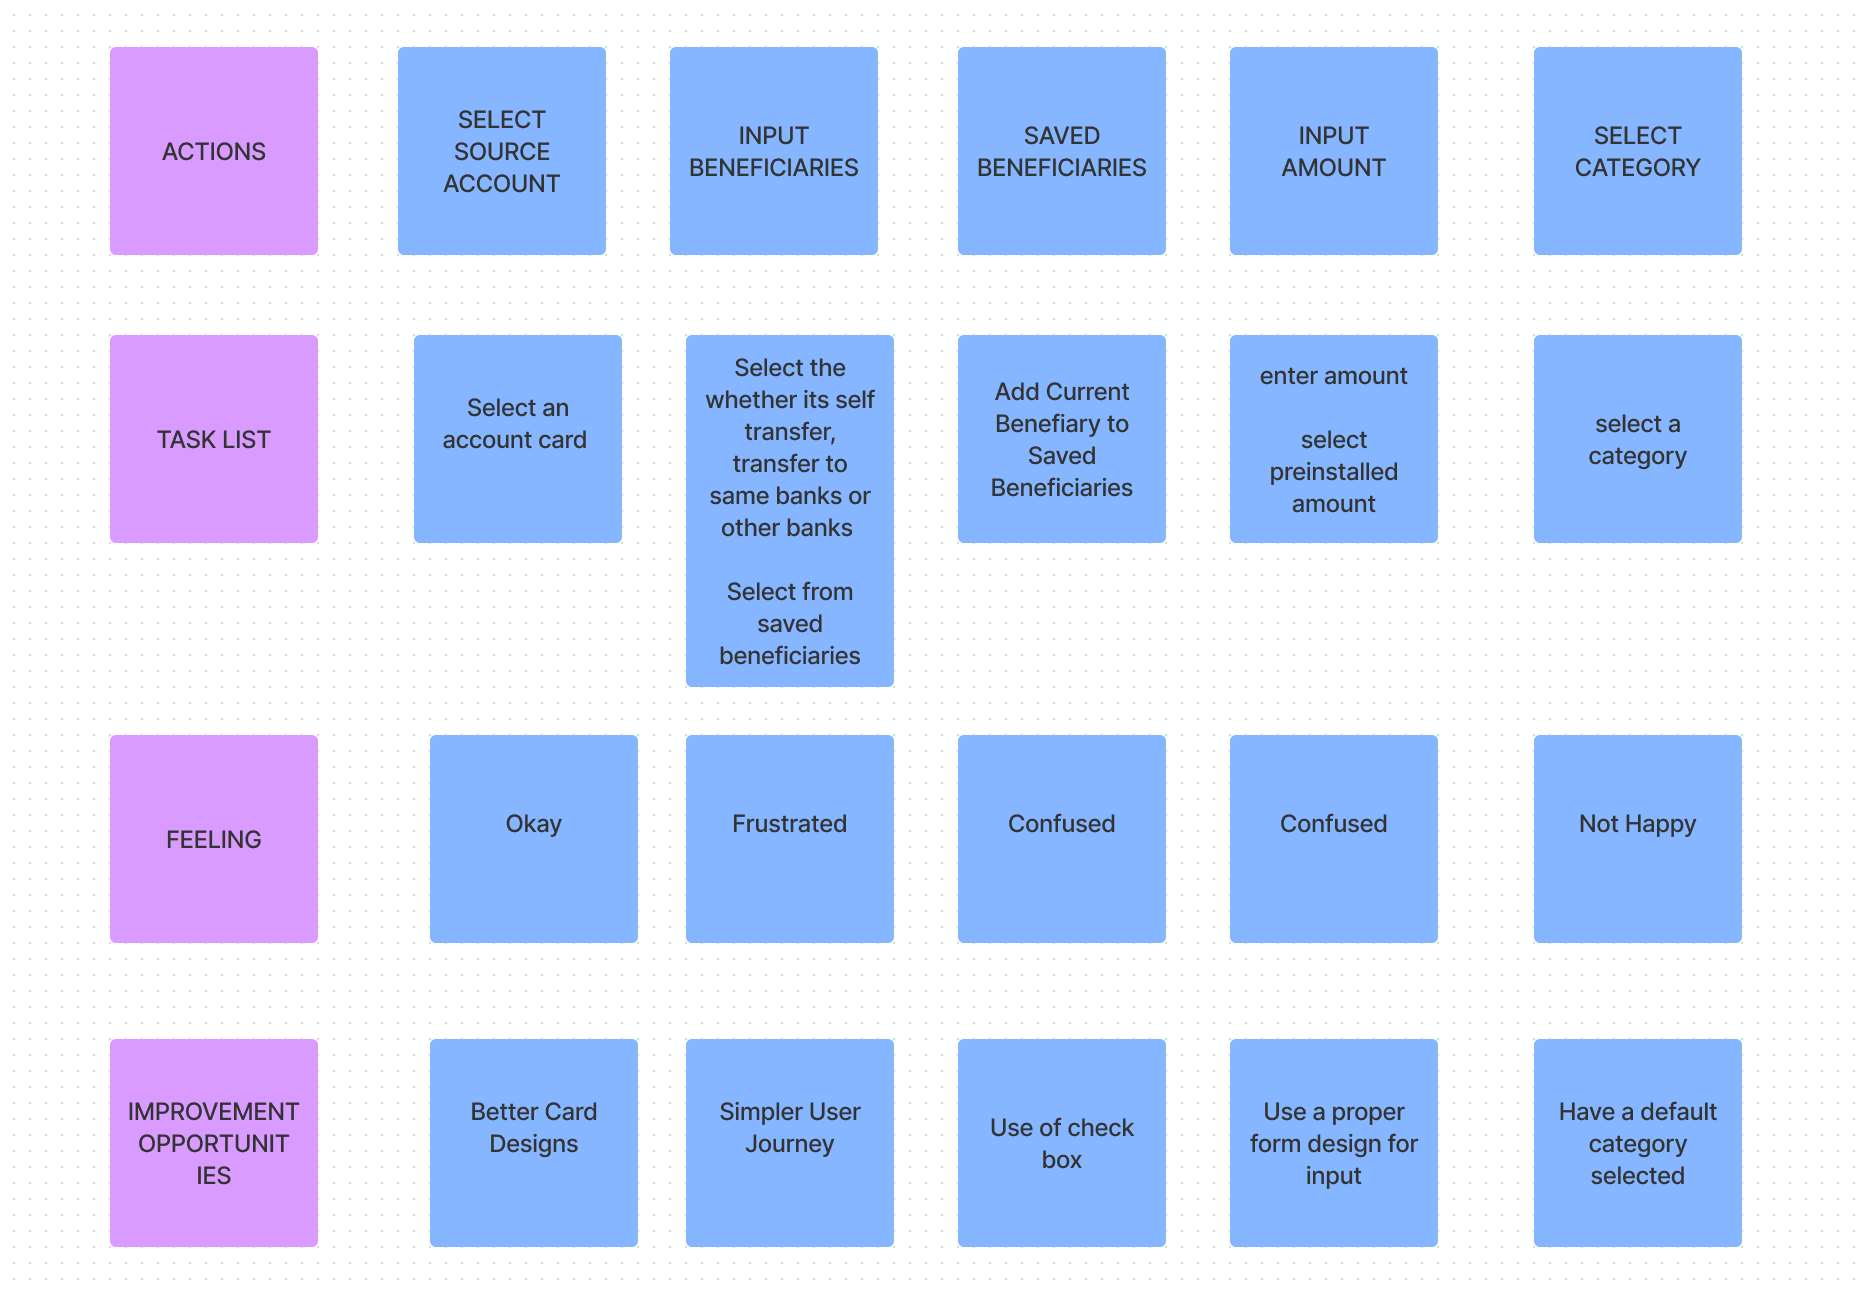 ACTIONS
SELECT
SOURCE
ACCOUNT
INPUT
BENEFICIARIES
SAVED
BENEFICIARIES
INPUT
AMOUNT
SELECT
CATEGORY
TASK LIST
Select an
account card
Select the
whether its self
transfer,
transfer to
same banks or
other banks
Select from
saved
beneficiaries
Add Current
Benefiary to
Saved
Beneficiaries
enter amount
select
preinstalled
amount
select a
category
FEELING
Okay
Frustrated
Confused
Confused
Not Happy
IMPROVEMENT
OPPORTUNIT
IES
Better Card
Designs
Simpler User
Journey
Use of check
box
Use a proper
form design for
input
Have a default
category
selected